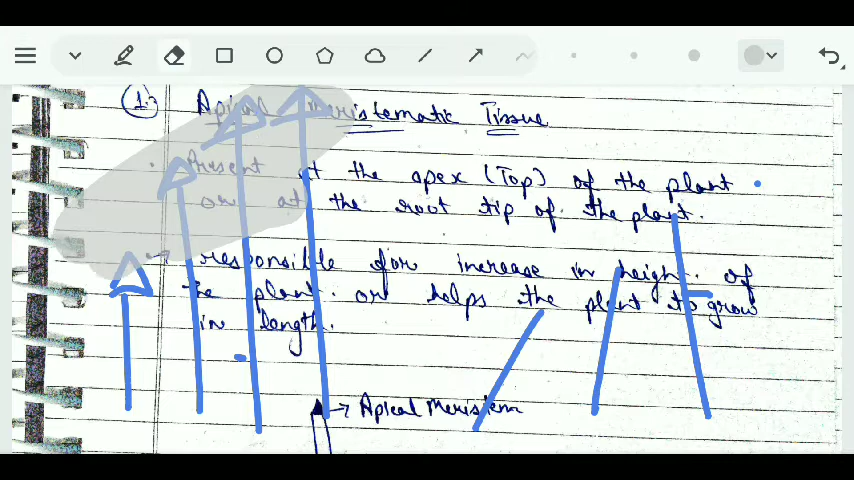 (1.) Apical Meristematic Tissue
Present at the apex (Top) of the plant
or at the root tip of the plant.
→ responsible for increase in height of
the plant. or helps the plant to grow
in length.
→ Apical Meristem